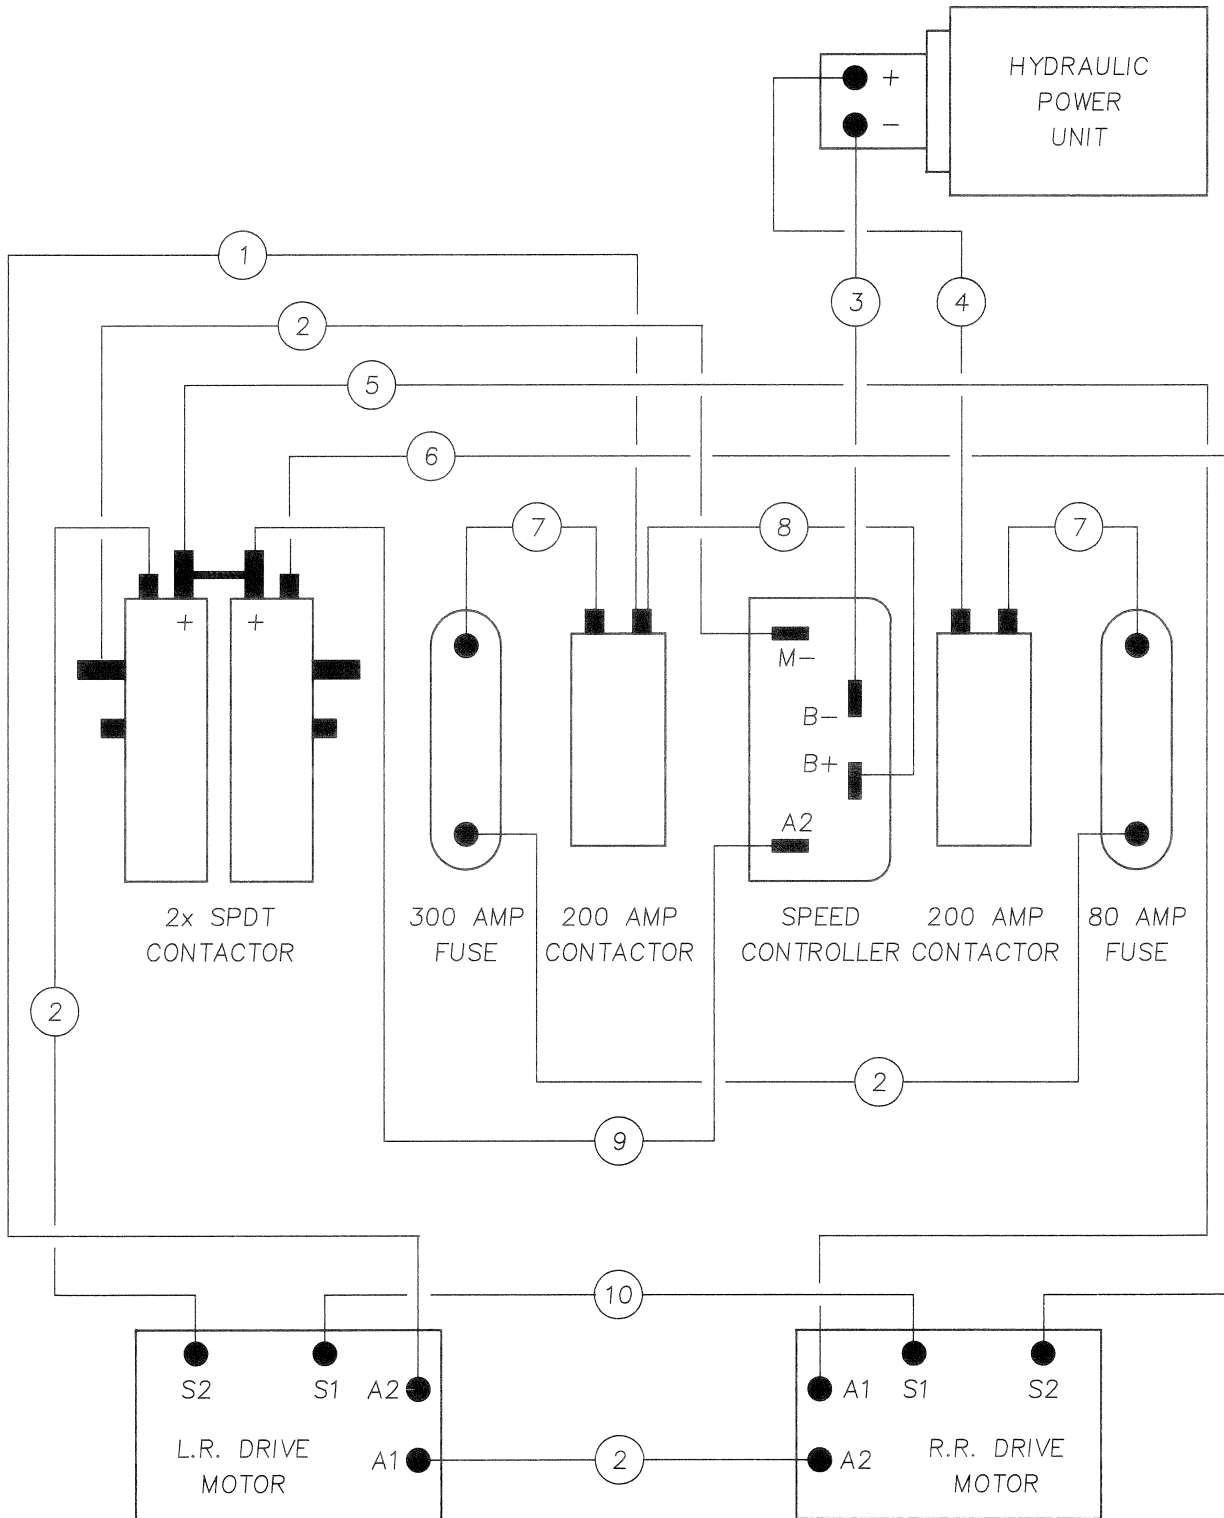 HYDRAULIC
POWER
UNIT
+
-
1
2
3
4
5
6
7
8
7
+ +
M-
B-
B+
A2
2x SPDT
CONTACTOR
300 AMP
FUSE
200 AMP
CONTACTOR
SPEED
CONTROLLER
200 AMP
CONTACTOR
80 AMP
FUSE
2
2
9
10
S2 S1 A2
A1
L.R. DRIVE
MOTOR
2
A1 S1 S2
A2
R.R. DRIVE
MOTOR